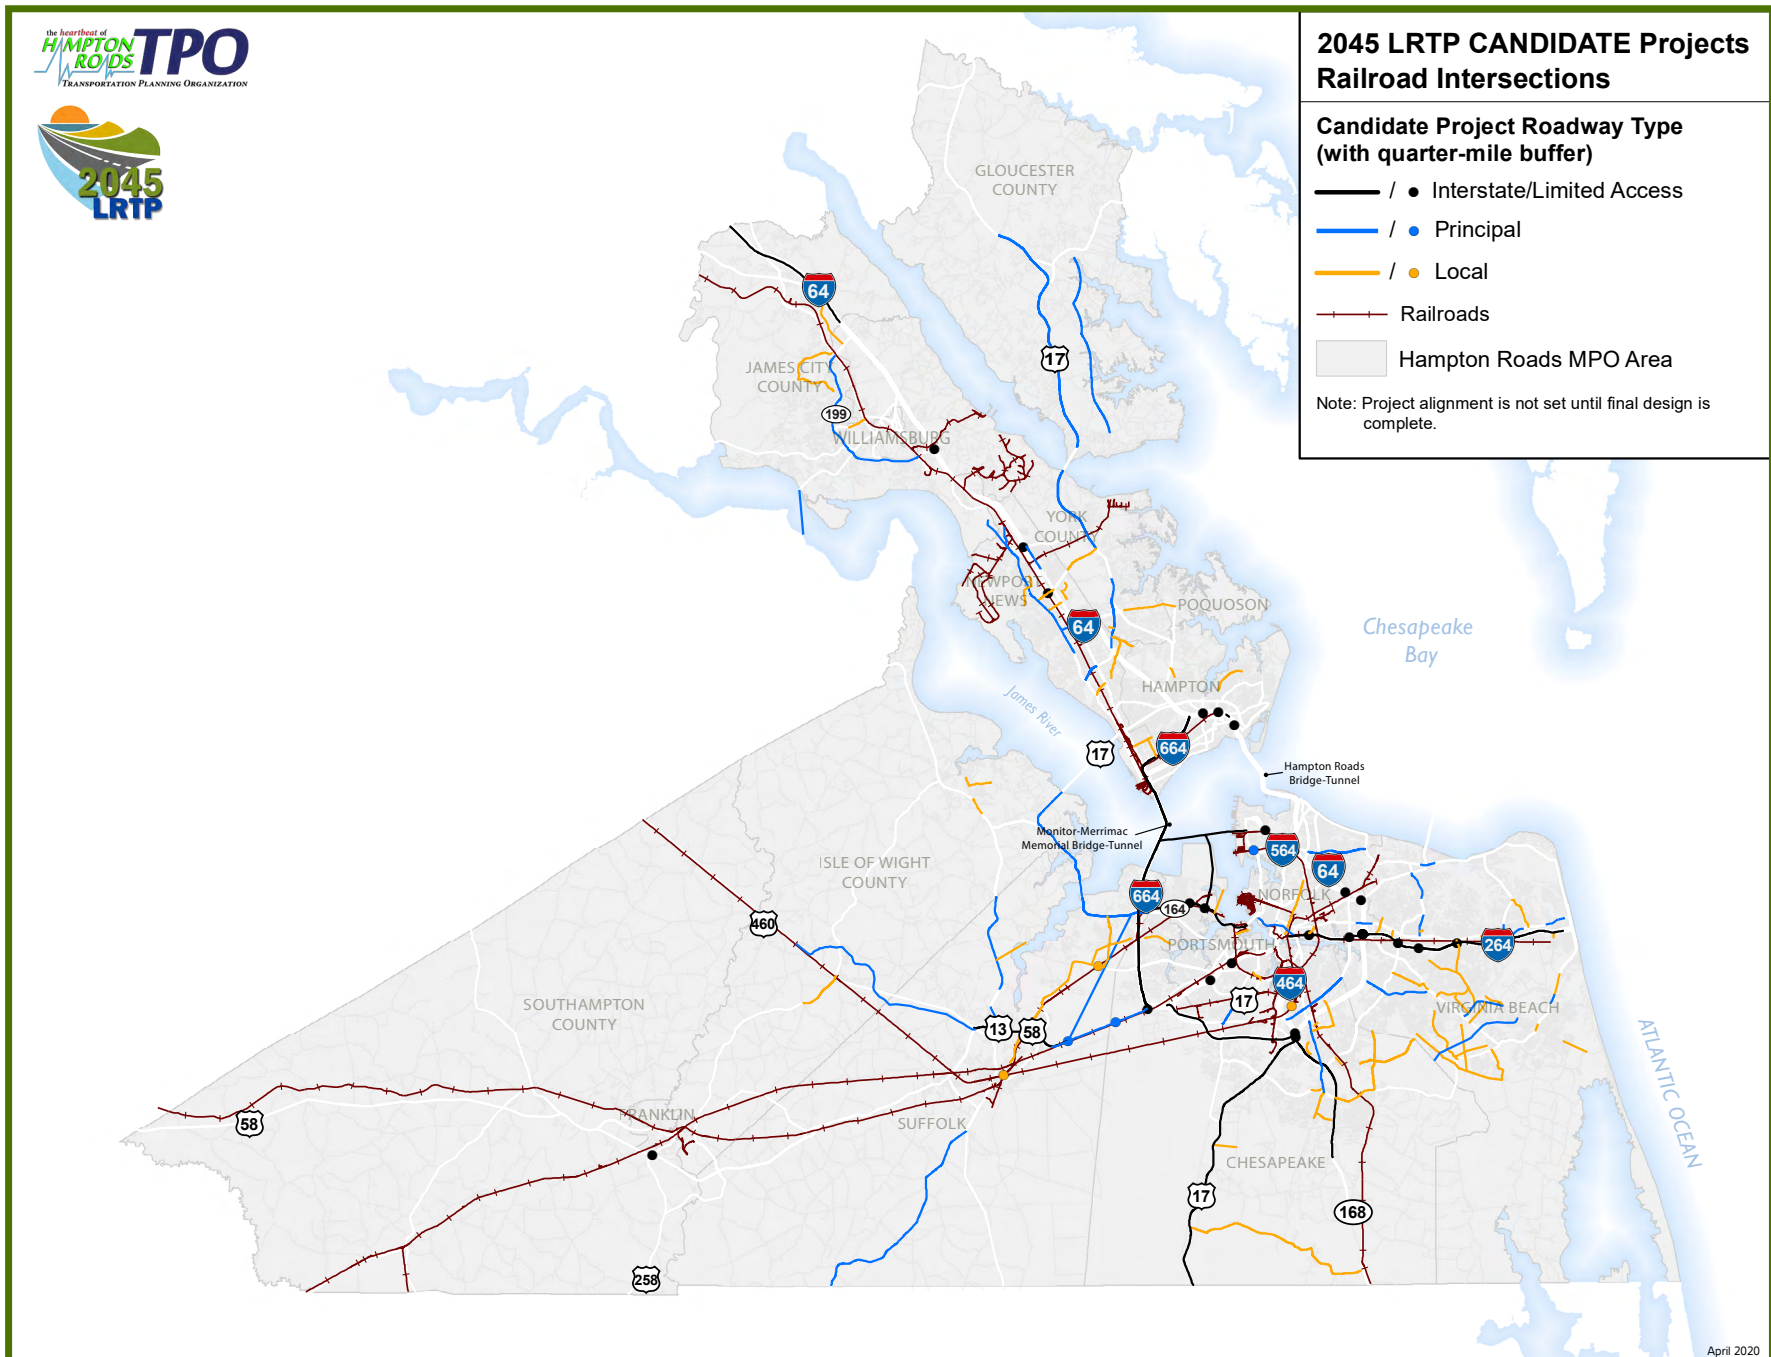 the heartbeat of
HAMPTON
ROADS
TPO
TRANSPORTATION PLANNING ORGANIZATION
2045
LRTP
2045 LRTP CANDIDATE Projects
Railroad Intersections
Candidate Project Roadway Type
(with quarter-mile buffer)
/ Interstate/Limited Access
/ Principal
/ Local
Railroads
Hampton Roads MPO Area
Note: Project alignment is not set until final design is
complete.
GLOUCESTER
COUNTY
64
17
JAMES CITY
COUNTY
199
WILLIAMSBURG
YORK
COUNTY
NEWPORT
NEWS
POQUOSON
64
Chesapeake
Bay
HAMPTON
James River
17
664
Hampton Roads
Bridge-Tunnel
Monitor-Merrimac
Memorial Bridge-Tunnel
564
64
ISLE OF WIGHT
COUNTY
664
164
NORFOLK
460
PORTSMOUTH
264
464
SOUTHAMPTON
COUNTY
17
VIRGINIA BEACH
13
58
ATLANTIC OCEAN
58
FRANKLIN
SUFFOLK
CHESAPEAKE
17
168
258
April 2020